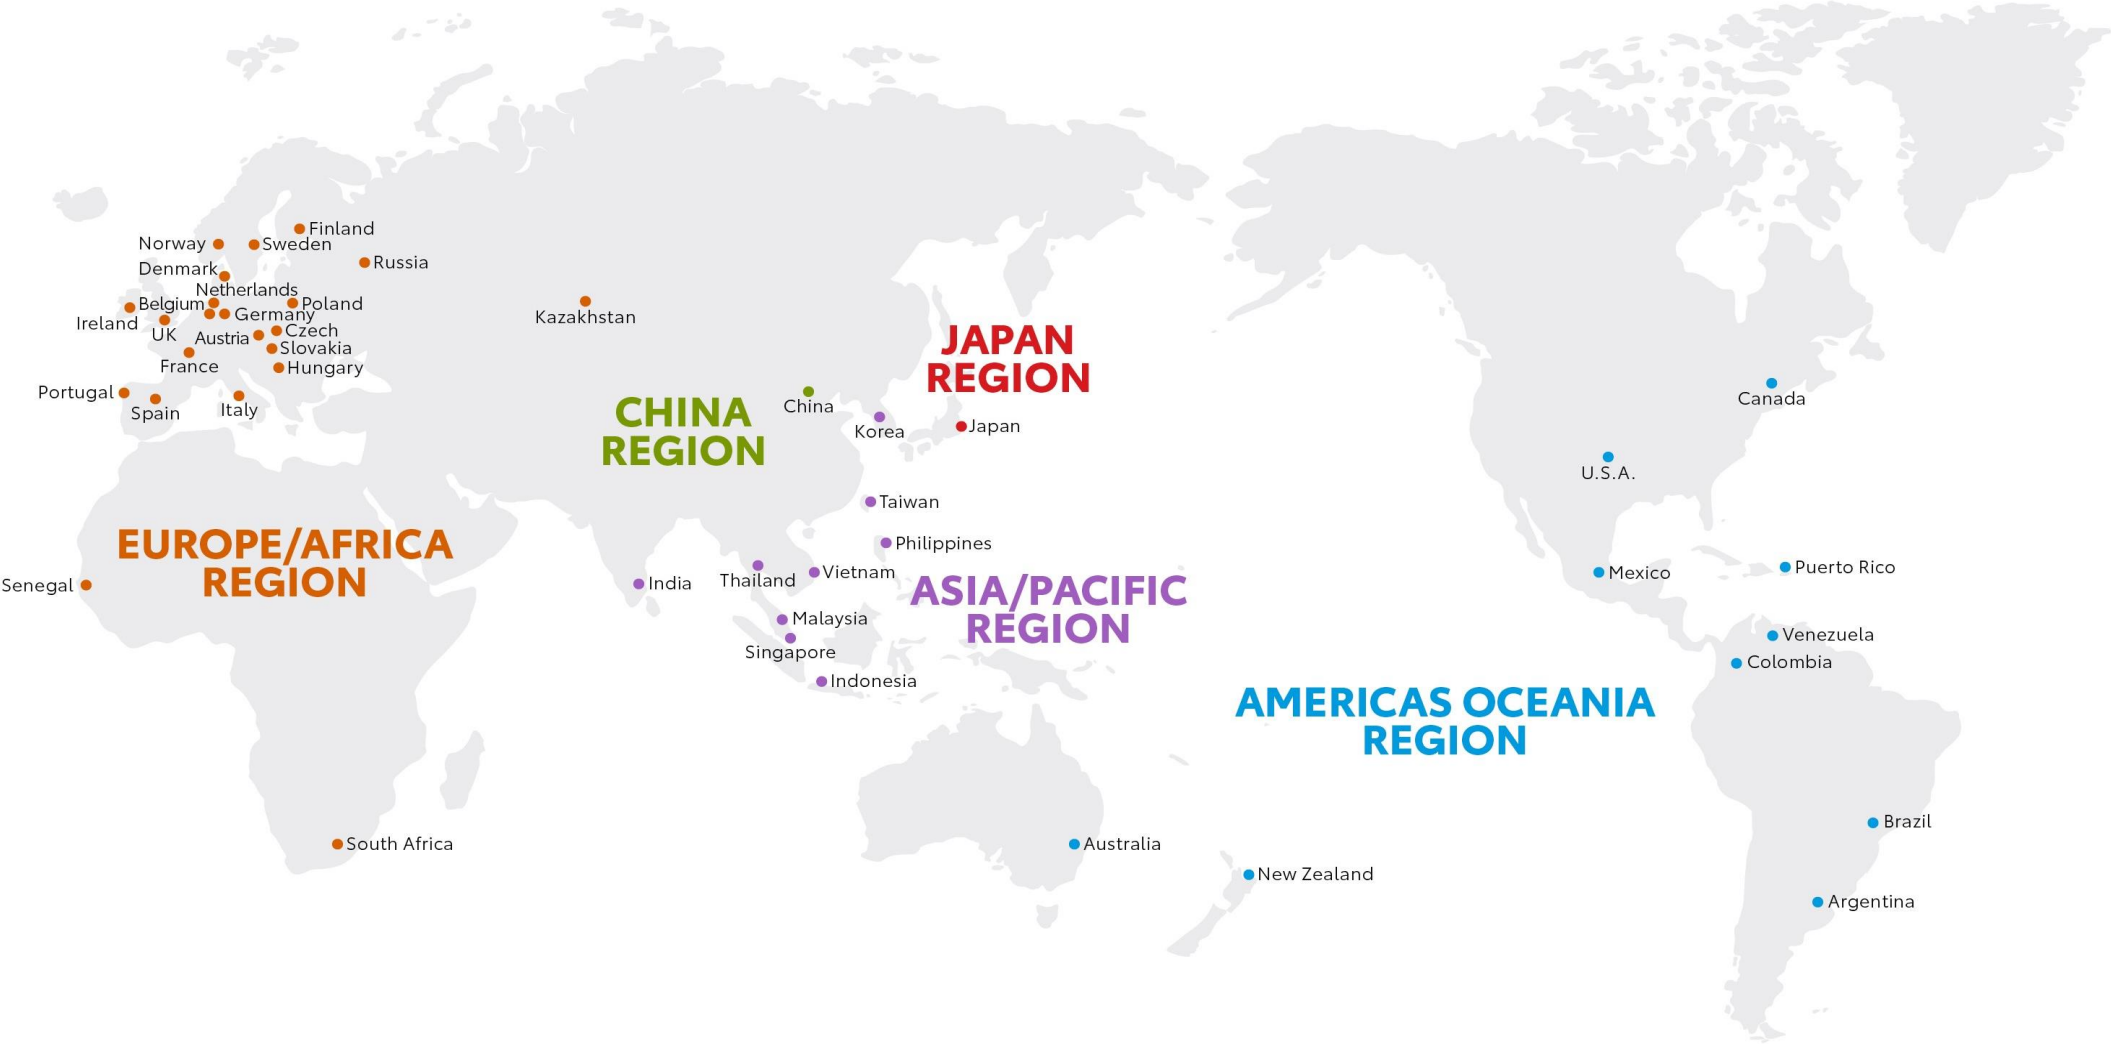 Finland
Norway
Sweden
Denmark
Russia
Netherlands
Belgium
Poland
Ireland
Germany
UK
Austria
Czech
Slovakia
France
Hungary
Portugal
Spain
Italy
Kazakhstan
EUROPE/AFRICA
REGION
Senegal
South Africa
CHINA
REGION
China
JAPAN
REGION
Japan
Korea
Taiwan
Philippines
India
Thailand
Vietnam
ASIA/PACIFIC
REGION
Malaysia
Singapore
Indonesia
AMERICAS OCEANIA
REGION
Australia
New Zealand
Canada
U.S.A.
Mexico
Puerto Rico
Venezuela
Colombia
Brazil
Argentina